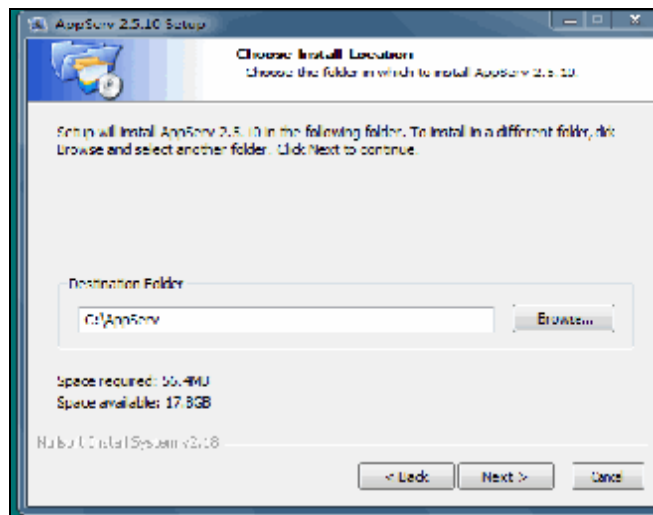 AppServ 2.5.10 Setup
Choose Install Location
Choose the folder in which to install AppServ 2.5.10.
Setup will install AppServ 2.5.10 in the following folder. To install in a different folder, click
Browse and select another folder. Click Next to continue.
Destination Folder
C:\AppServ
Browse...
Space required: MB
Space available: 17.8GB
Nullsoft Install System v2.18
< Back
Next >
Cancel